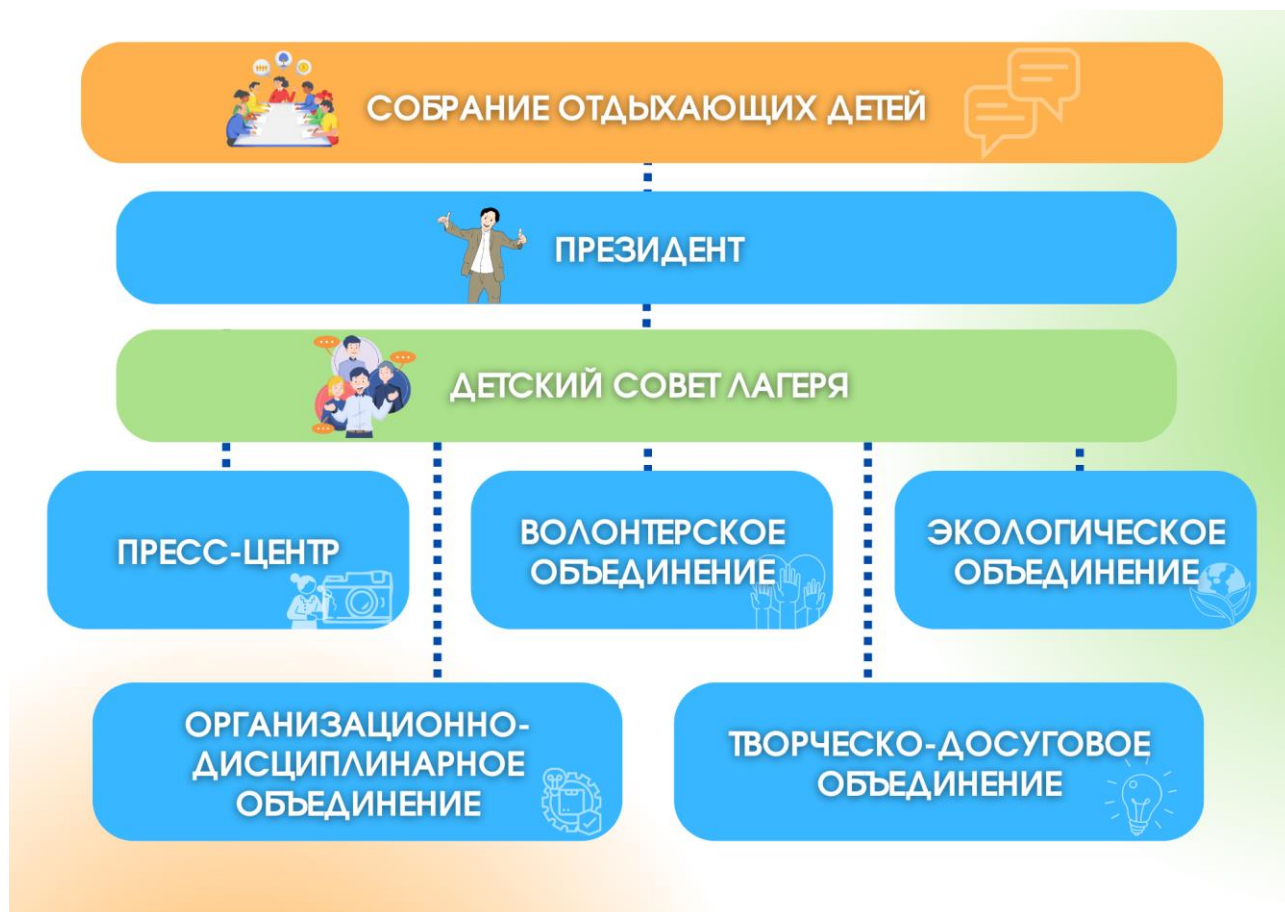 СОБРАНИЕ ОТДЫХАЮЩИХ ДЕТЕЙ
ПРЕЗИДЕНТ
ДЕТСКИЙ СОВЕТ ЛАГЕРЯ
ПРЕСС-ЦЕНТР
ВОЛОНТЕРСКОЕ
ОБЪЕДИНЕНИЕ
ЭКОЛОГИЧЕСКОЕ
ОБЪЕДИНЕНИЕ
ОРГАНИЗАЦИОННО-
ДИСЦИПЛИНАРНОЕ
ОБЪЕДИНЕНИЕ
ТВОРЧЕСКО-ДОСУГОВОЕ
ОБЪЕДИНЕНИЕ